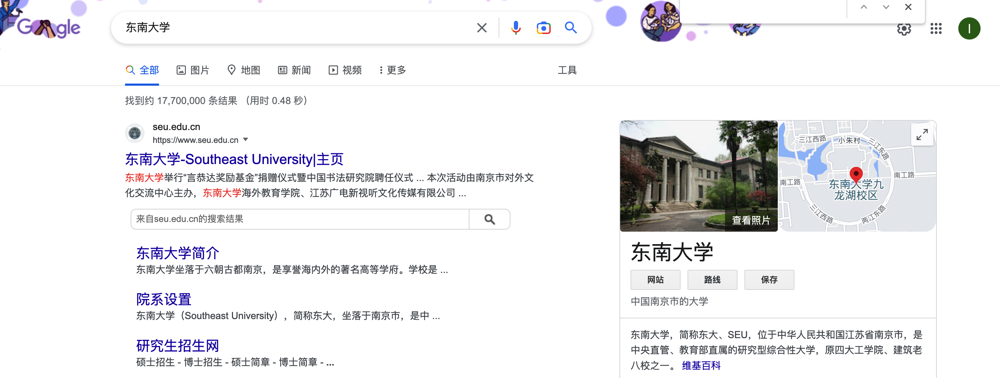 Google
东南大学
I
全部
图片
地图
新闻
视频
更多
工具
找到约 17,700,000 条结果 （用时 0.48 秒）
seu.edu.cn
https://www.seu.edu.cn
东南大学-Southeast University|主页
东南大学举行“言恭达奖励基金”捐赠仪式暨中国书法研究院聘任仪式 ... 本次活动由南京市对外文
化交流中心主办，东南大学海外教育学院、江苏广电新视听文化传媒有限公司 ...
来自seu.edu.cn的搜索结果
东南大学简介
东南大学坐落于六朝古都南京，是享誉海内外的著名高等学府。学校是 ...
院系设置
东南大学（Southeast University），简称东大，坐落于南京市，是中 ...
研究生招生网
硕士招生 - 博士招生 - 硕士简章 - 博士简章 - ...
查看照片
三江西路
小朱村
三江东路
南工路
南工路
东南大学九
龙湖校区
三江西路
两江东路
东南大学
网站
路线
保存
中国南京市的大学
东南大学，简称东大、SEU，位于中华人民共和国江苏省南京市，是
中央直管、教育部直属的研究型综合性大学，原四大工学院、建筑老
八校之一。 维基百科